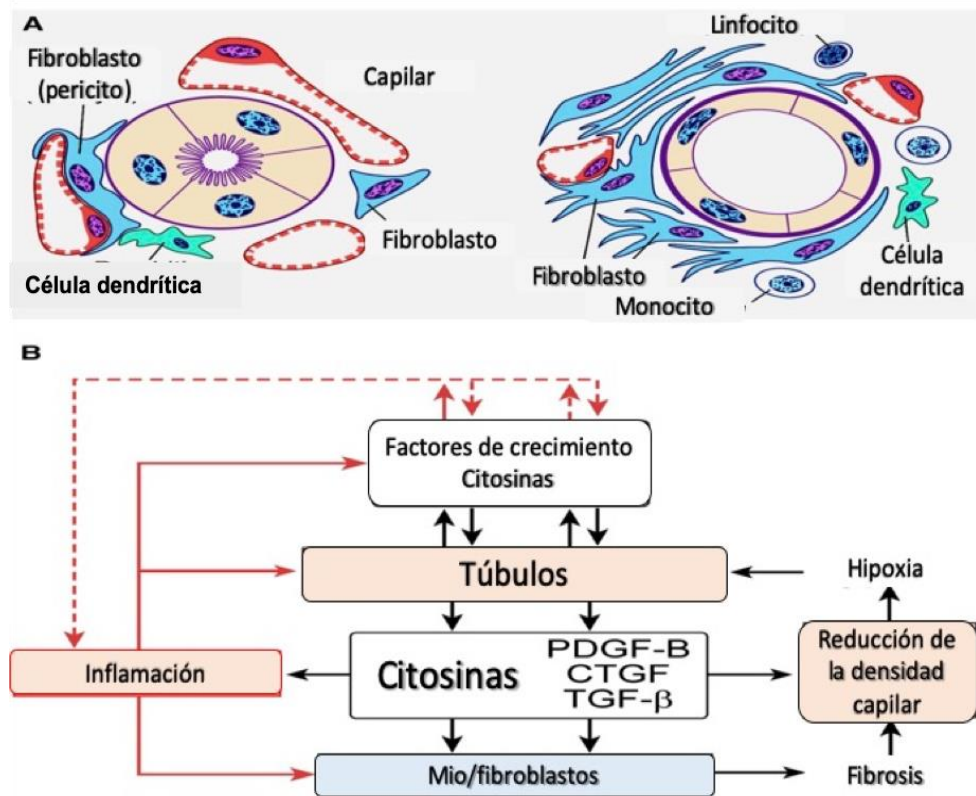 A
Fibroblasto
(pericito)
Capilar
Fibroblasto
Célula dendrítica
Linfocito
Fibroblasto
Monocito
Célula
dendrítica
B
Factores de crecimiento
Citosinas
Túbulos
Hipoxia
Inflamación
Citosinas
PDGF-B
CTGF
TGF-β
Reducción de
la densidad
capilar
Mio/fibroblastos
Fibrosis